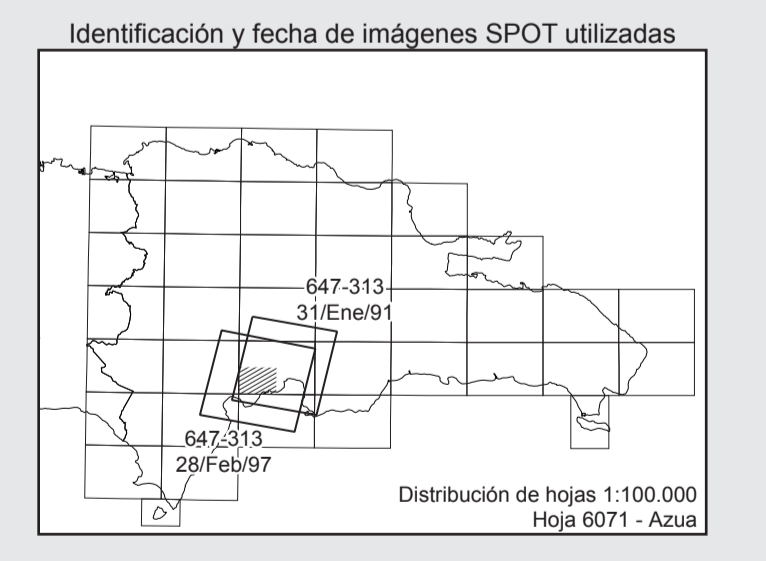 Identificación y fecha de imágenes SPOT utilizadas
647-313
31/Ene/91
647-313
28/Feb/97
Distribución de hojas 1:100.000
Hoja 6071 - Azua